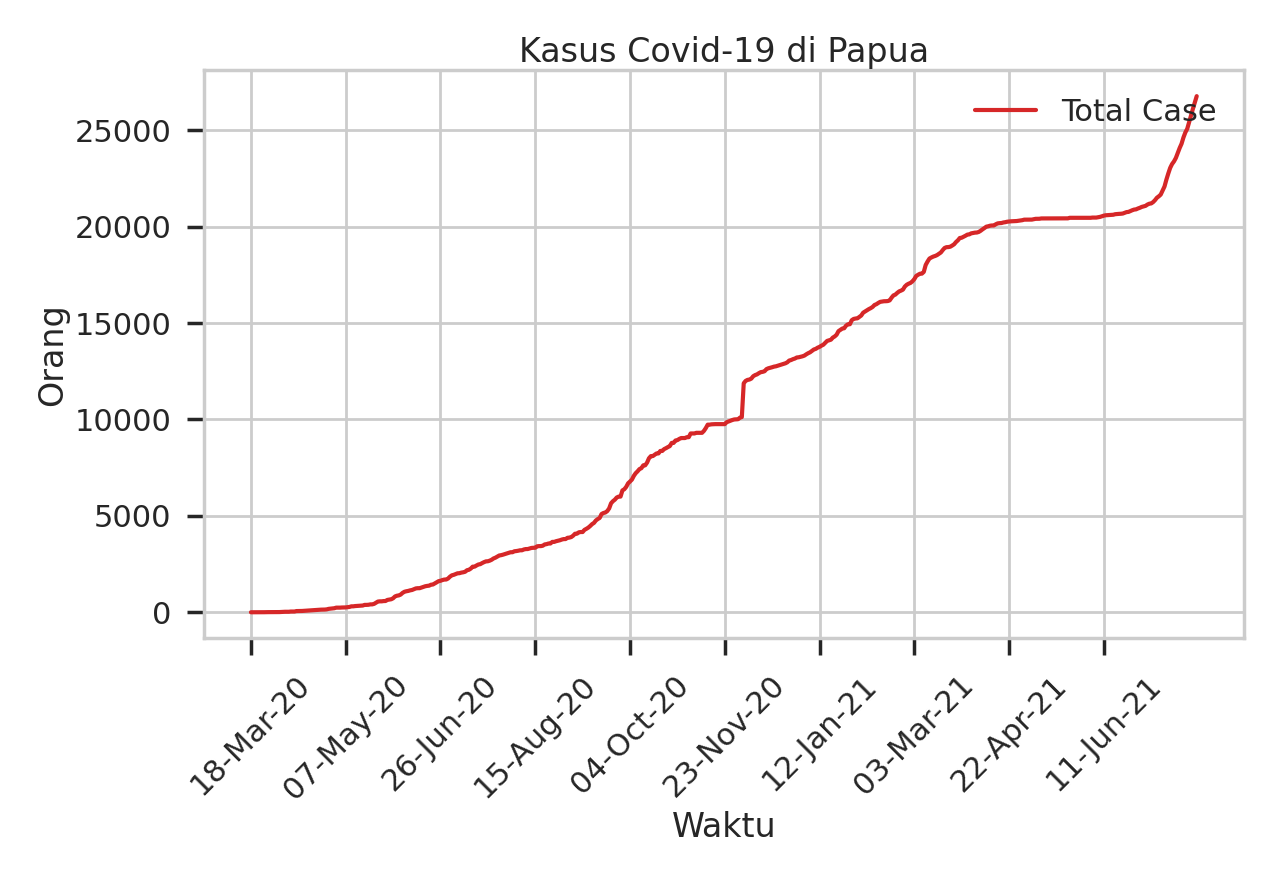 Kasus Covid-19 di Papua
Total Case
25000
20000
15000
10000
5000
0
Orang
18-Mar-20
07-May-20
26-Jun-20
15-Aug-20
04-Oct-20
23-Nov-20
12-Jan-21
03-Mar-21
22-Apr-21
11-Jun-21
Waktu